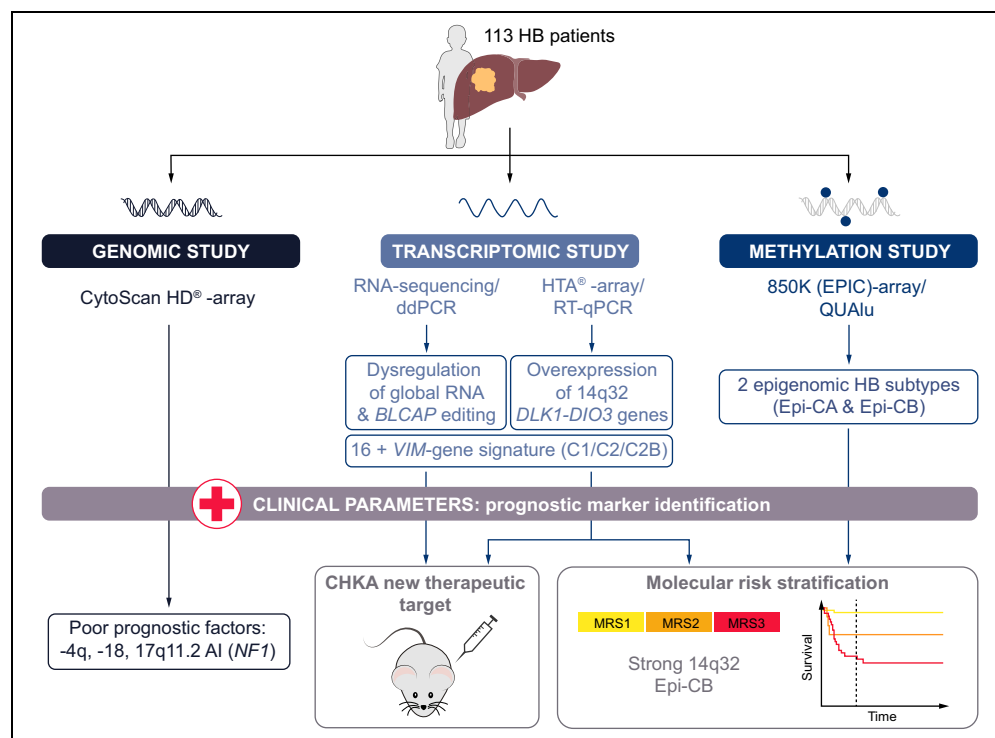 113 HB patients
GENOMIC STUDY
CytoScan HD® -array
TRANSCRIPTOMIC STUDY
RNA-sequencing/
ddPCR
HTA® -array/
RT-qPCR
METHYLATION STUDY
850K (EPIC)-array/
QUAlu
Dysregulation
of global RNA
& BLCAP editing
Overexpression
of 14q32
DLK1-DIO3 genes
2 epigenomic HB subtypes
(Epi-CA & Epi-CB)
16 + VIM-gene signature (C1/C2/C2B)
CLINICAL PARAMETERS: prognostic marker identification
Poor prognostic factors:
-4q, -18, 17q11.2 AI (NF1)
CHKA new therapeutic
target
Molecular risk stratification
MRS1 MRS2 MRS3
Strong 14q32
Epi-CB
Survival
Time